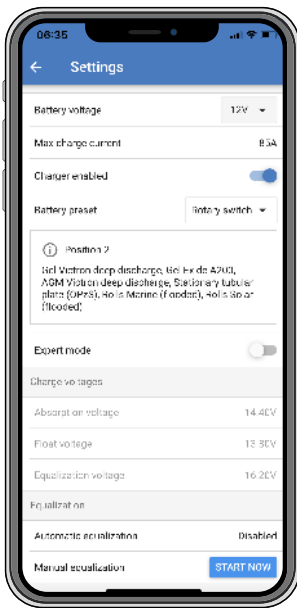 06:35
Settings
Battery voltage
12V
Max charge current
85A
Charger enabled
Battery preset
Rotary switch
Position 2
Gel Victron deep discharge, Gel Exide A200,
AGM Victron deep discharge, Stationary tubular
plate (OPzS), Rolls Marine (flooded), Rolls Solar
(flooded)
Expert mode
Charge voltages
Absorption voltage
14.40V
Float voltage
13.80V
Equalization voltage
16.20V
Equalization
Automatic equalization
Disabled
Manual equalization
START NOW